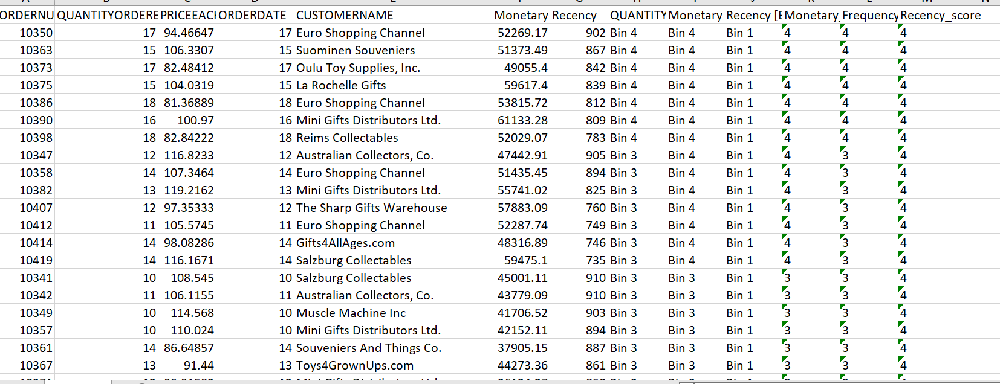 ORDERNU QUANTITYORDERE PRICEEACH ORDERDATE CUSTOMERNAME Monetary Recency QUANTITY Monetary Recency [B Monetary_ Frequency Recency_score
10350 17 94.46647 17 Euro Shopping Channel 52269.17 902 Bin 4 Bin 4 Bin 1 4 4 4
10363 15 106.3307 15 Suominen Souveniers 51373.49 867 Bin 4 Bin 4 Bin 1 4 4 4
10373 17 82.48412 17 Oulu Toy Supplies, Inc. 49055.4 842 Bin 4 Bin 4 Bin 1 4 4 4
10375 15 104.0319 15 La Rochelle Gifts 59617.4 839 Bin 4 Bin 4 Bin 1 4 4 4
10386 18 81.36889 18 Euro Shopping Channel 53815.72 812 Bin 4 Bin 4 Bin 1 4 4 4
10390 16 100.97 16 Mini Gifts Distributors Ltd. 61133.28 809 Bin 4 Bin 4 Bin 1 4 4 4
10398 18 82.84222 18 Reims Collectables 52029.07 783 Bin 4 Bin 4 Bin 1 4 4 4
10347 12 116.8233 12 Australian Collectors, Co. 47442.91 905 Bin 3 Bin 4 Bin 1 4 3 4
10358 14 107.3464 14 Euro Shopping Channel 51435.45 894 Bin 3 Bin 4 Bin 1 4 3 4
10382 13 119.2162 13 Mini Gifts Distributors Ltd. 55741.02 825 Bin 3 Bin 4 Bin 1 4 3 4
10407 12 97.35333 12 The Sharp Gifts Warehouse 57883.09 760 Bin 3 Bin 4 Bin 1 4 3 4
10412 11 105.5745 11 Euro Shopping Channel 52287.74 749 Bin 3 Bin 4 Bin 1 4 3 4
10414 14 98.08286 14 Gifts4AllAges.com 48316.89 746 Bin 3 Bin 4 Bin 1 4 3 4
10419 14 116.1671 14 Salzburg Collectables 59475.1 735 Bin 3 Bin 4 Bin 1 4 3 4
10341 10 108.545 10 Salzburg Collectables 45001.11 910 Bin 3 Bin 3 Bin 1 3 3 4
10342 11 106.1155 11 Australian Collectors, Co. 43779.09 910 Bin 3 Bin 3 Bin 1 3 3 4
10349 10 114.568 10 Muscle Machine Inc 41706.52 903 Bin 3 Bin 3 Bin 1 3 3 4
10357 10 110.024 10 Mini Gifts Distributors Ltd. 42152.11 894 Bin 3 Bin 3 Bin 1 3 3 4
10361 14 86.64857 14 Souveniers And Things Co. 37905.15 887 Bin 3 Bin 3 Bin 1 3 3 4
10367 13 91.44 13 Toys4GrownUps.com 44273.36 861 Bin 3 Bin 3 Bin 1 3 3 4